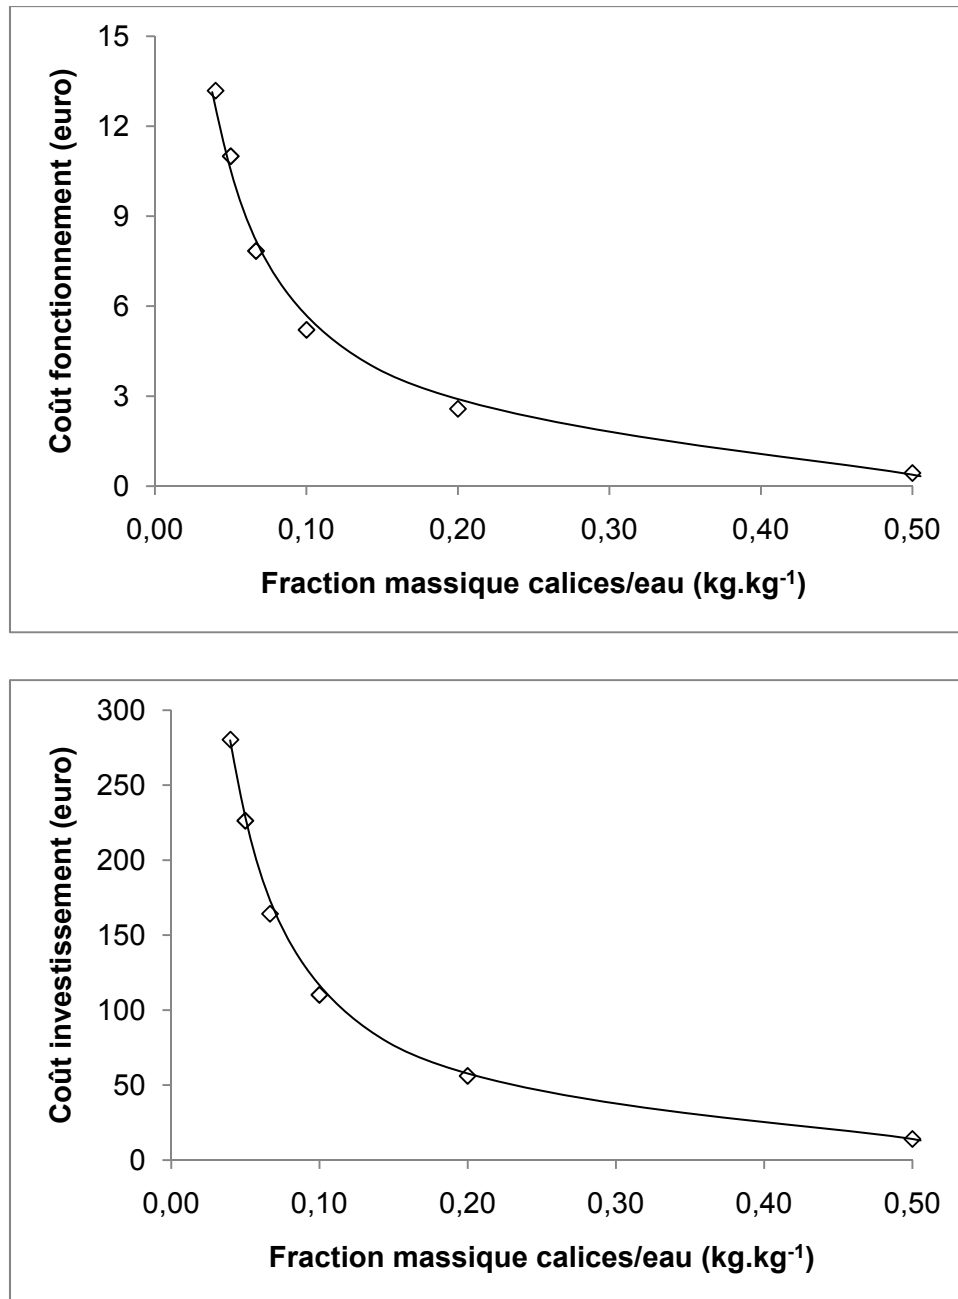 15
12
9
6
3
0
Coût fonctionnement (euro)
0,00 0,10 0,20 0,30 0,40 0,50
Fraction massique calices/eau (kg.kg⁻¹)
300
250
200
150
100
50
0
Coût investissement (euro)
0,00 0,10 0,20 0,30 0,40 0,50
Fraction massique calices/eau (kg.kg⁻¹)